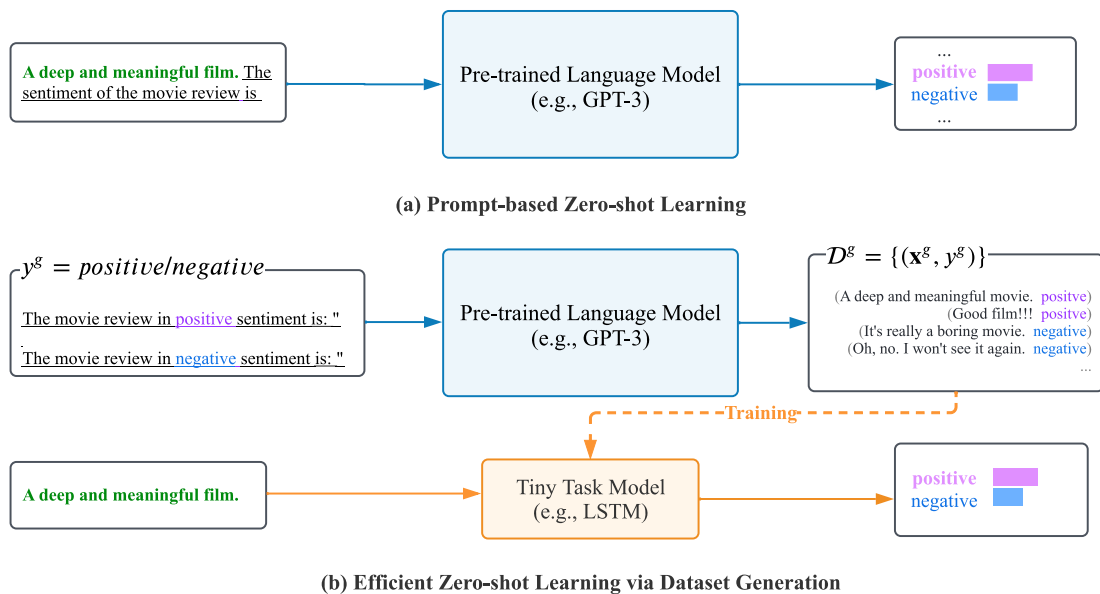 A deep and meaningful film. The
sentiment of the movie review is
Pre-trained Language Model
(e.g., GPT-3)
...
positive
negative
...
(a) Prompt-based Zero-shot Learning
y^g = positive/negative
The movie review in positive sentiment is: "
.
The movie review in negative sentiment is: "
Pre-trained Language Model
(e.g., GPT-3)
𝒟^g = {(x^g, y^g)}
(A deep and meaningful movie. positve)
(Good film!!! positve)
(It's really a boring movie. negative)
(Oh, no. I won't see it again. negative)
...
Training
A deep and meaningful film.
Tiny Task Model
(e.g., LSTM)
positive
negative
(b) Efficient Zero-shot Learning via Dataset Generation